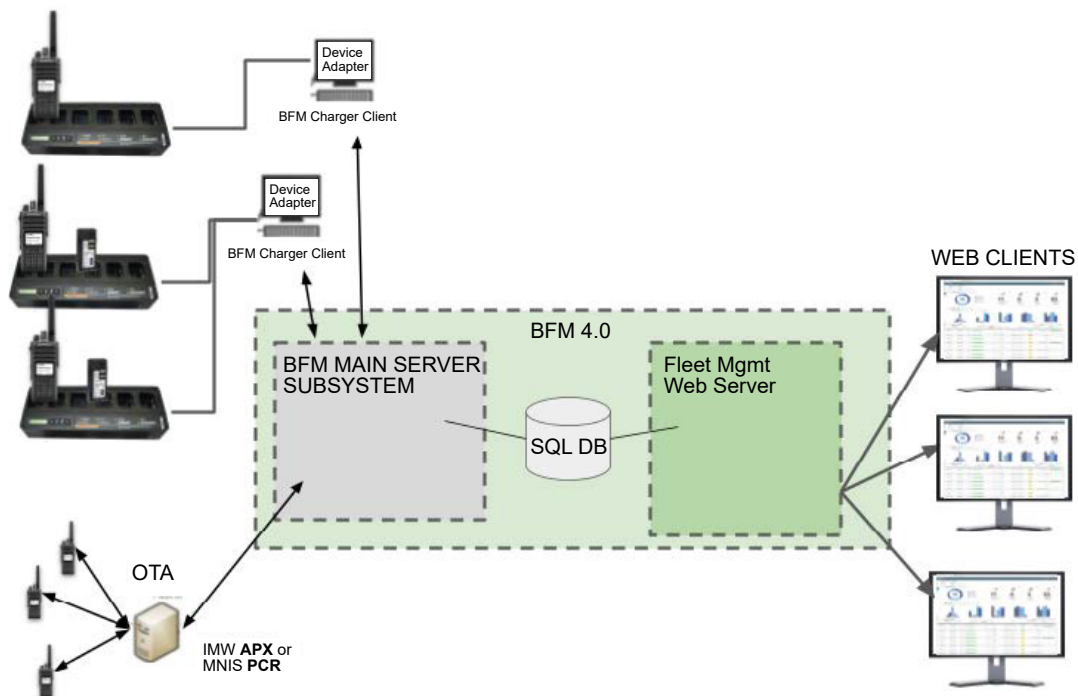 Device
Adapter
BFM Charger Client
Device
Adapter
BFM Charger Client
WEB CLIENTS
BFM 4.0
BFM MAIN SERVER
SUBSYSTEM
Fleet Mgmt
Web Server
SQL DB
OTA
IMW APX or
MNIS PCR